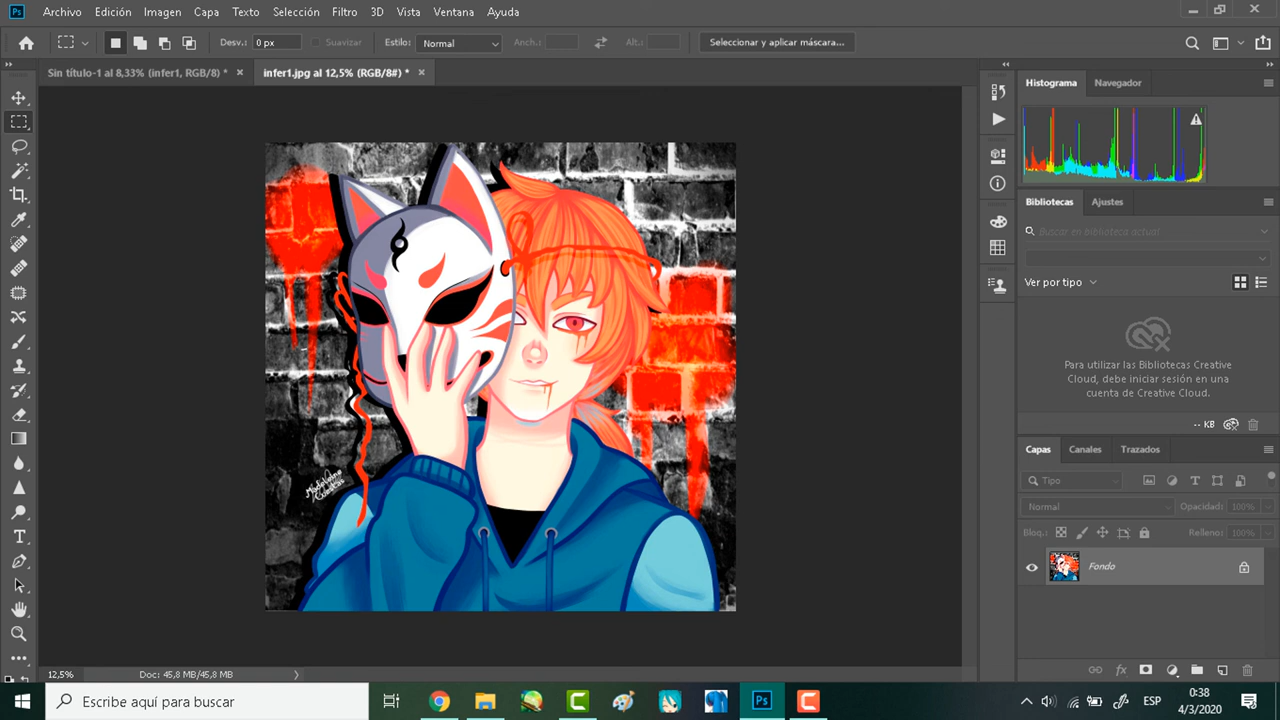 Archivo Edición Imagen Capa Texto Selección Filtro 3D Vista Ventana Ayuda
Desv.: 0 px Suavizar Estilo: Normal Anch.: Alt.: Seleccionar y aplicar máscara...
Sin título-1 al 8,33% (infer1, RGB/8) * × infer1.jpg al 12,5% (RGB/8#) * ×
Histograma Navegador
Bibliotecas Ajustes
Buscar en biblioteca actual
Ver por tipo
Para utilizar las Bibliotecas Creative
Cloud, debe iniciar sesión en una
cuenta de Creative Cloud.
-- KB
Capas Canales Trazados
Tipo
Normal Opacidad: 100%
Bloq.: Relleno: 100%
Fondo
12,5% Doc: 45,8 MB/45,8 MB
Escribe aquí para buscar
ESP
0:38
4/3/2020